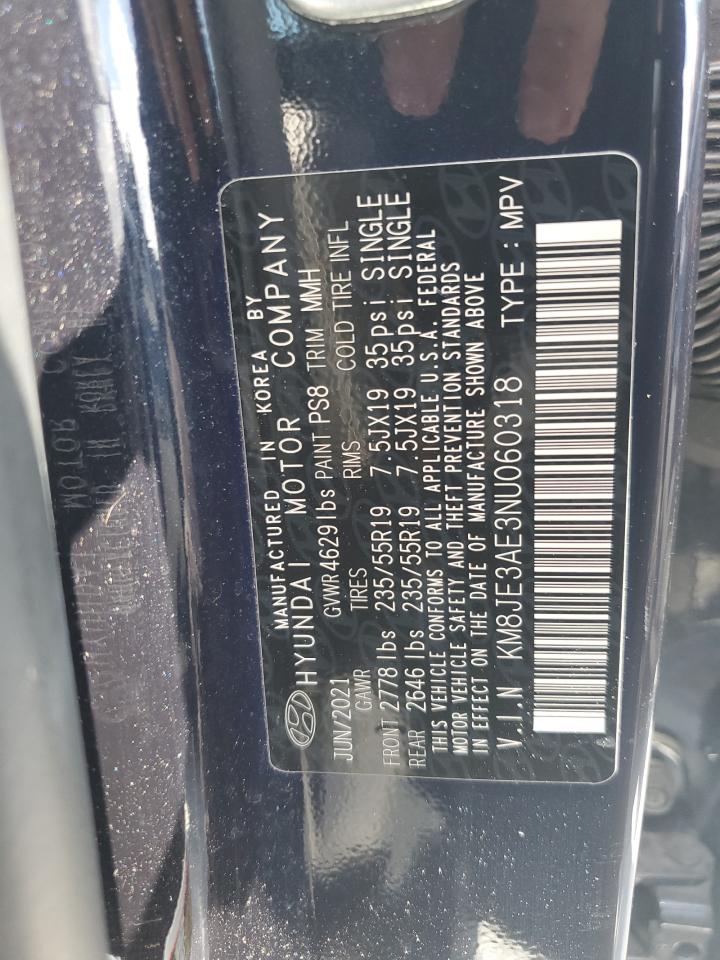 MANUFACTURED IN KOREA BY
HYUNDAI MOTOR COMPANY
JUN/2021 GVWR 4629 lbs PAINT PS8 TRIM MMH
GAWR TIRES RIMS COLD TIRE INFL
FRONT 2778 lbs 235/55R19 7.5JX19 35psi SINGLE
REAR 2646 lbs 235/55R19 7.5JX19 35psi SINGLE
THIS VEHICLE CONFORMS TO ALL APPLICABLE U.S.A. FEDERAL
MOTOR VEHICLE SAFETY AND THEFT PREVENTION STANDARDS
IN EFFECT ON THE DATE OF MANUFACTURE SHOWN ABOVE
V.I.N KM8JE3AE3NU060318 TYPE : MPV